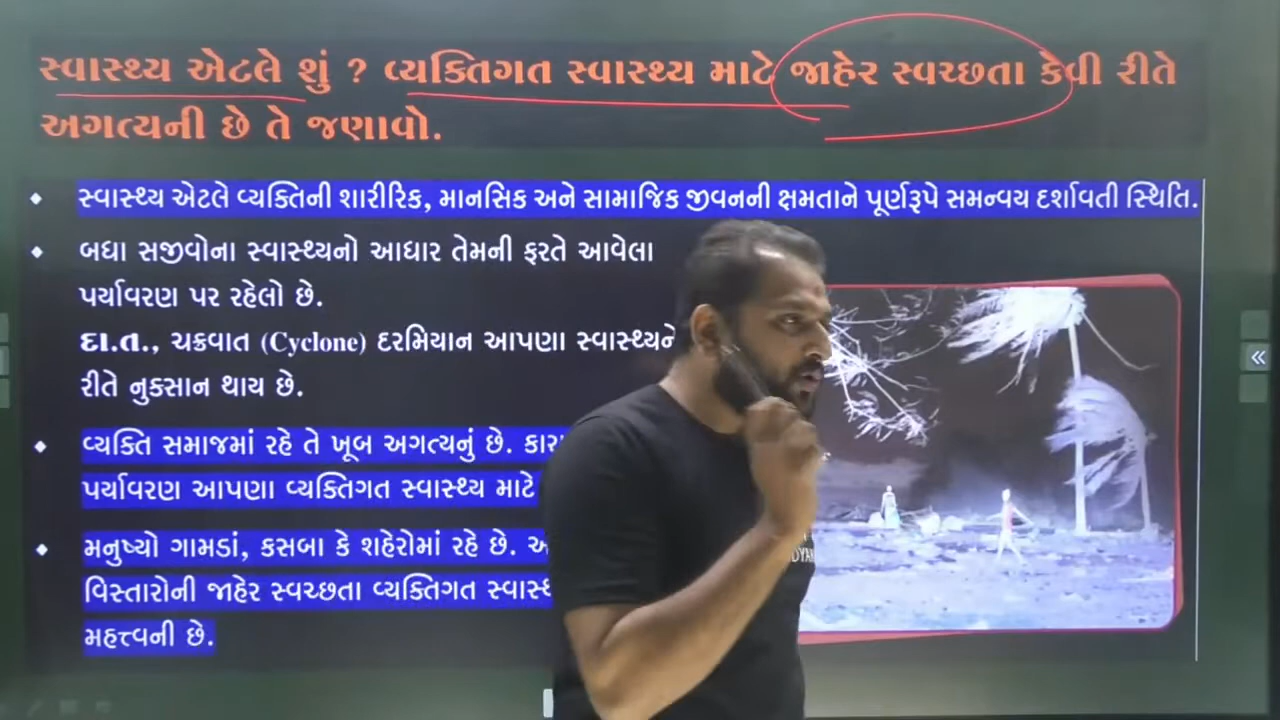 સ્વાસ્થ્ય એટલે શું ? વ્યક્તિગત સ્વાસ્થ્ય માટે જાહેર સ્વચ્છતા કેવી રીતે
અગત્યની છે તે જણાવો.
સ્વાસ્થ્ય એટલે વ્યક્તિની શારીરિક, માનસિક અને સામાજિક જીવનની ક્ષમતાને પૂર્ણરૂપે સમન્વય દર્શાવતી સ્થિતિ.
બધા સજીવોના સ્વાસ્થ્યનો આધાર તેમની ફરતે આવેલા
પર્યાવરણ પર રહેલો છે.
દા.ત., ચક્રવાત (Cyclone) દરમિયાન આપણા સ્વાસ્થ્યને
રીતે નુક્સાન થાય છે.
વ્યક્તિ સમાજમાં રહે તે ખૂબ અગત્યનું છે.
પર્યાવરણ આપણા વ્યક્તિગત સ્વાસ્થ્ય માટે
મનુષ્યો ગામડાં, કસબા કે શહેરોમાં રહે છે.
વિસ્તારોની જાહેર સ્વચ્છતા વ્યક્તિગત
મહત્ત્વની છે.